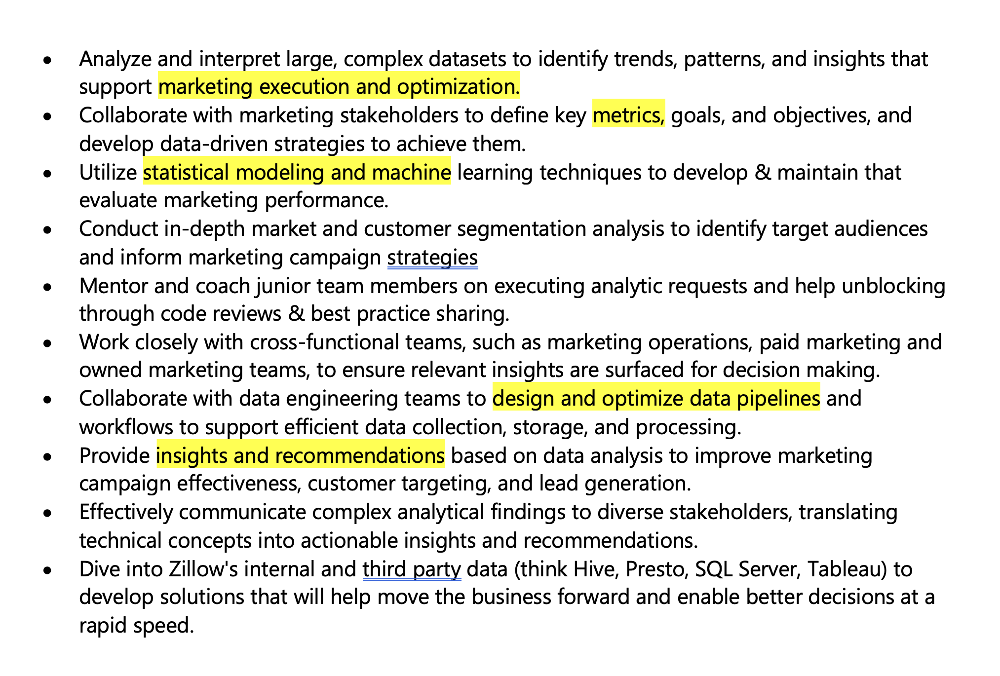 • Analyze and interpret large, complex datasets to identify trends, patterns, and insights that
support marketing execution and optimization.
• Collaborate with marketing stakeholders to define key metrics, goals, and objectives, and
develop data-driven strategies to achieve them.
• Utilize statistical modeling and machine learning techniques to develop & maintain that
evaluate marketing performance.
• Conduct in-depth market and customer segmentation analysis to identify target audiences
and inform marketing campaign strategies
• Mentor and coach junior team members on executing analytic requests and help unblocking
through code reviews & best practice sharing.
• Work closely with cross-functional teams, such as marketing operations, paid marketing and
owned marketing teams, to ensure relevant insights are surfaced for decision making.
• Collaborate with data engineering teams to design and optimize data pipelines and
workflows to support efficient data collection, storage, and processing.
• Provide insights and recommendations based on data analysis to improve marketing
campaign effectiveness, customer targeting, and lead generation.
• Effectively communicate complex analytical findings to diverse stakeholders, translating
technical concepts into actionable insights and recommendations.
• Dive into Zillow's internal and third party data (think Hive, Presto, SQL Server, Tableau) to
develop solutions that will help move the business forward and enable better decisions at a
rapid speed.